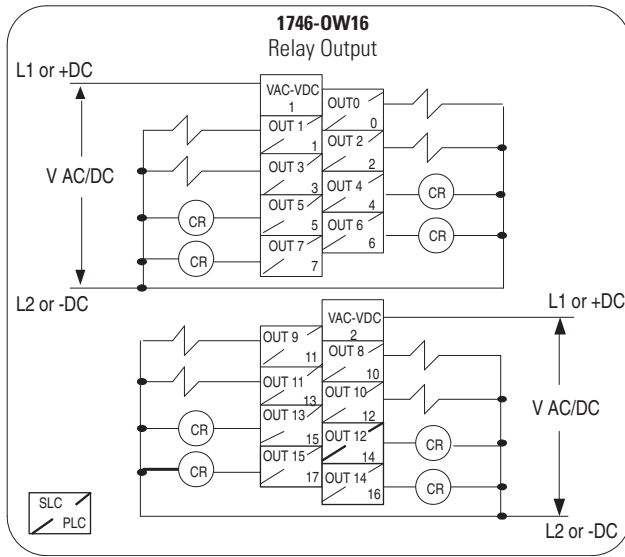 1746-OW16
Relay Output
L1 or +DC
VAC-VDC
1
OUT0
0
OUT 1
1
OUT 2
2
V AC/DC
OUT 3
3
OUT 4
4
CR
OUT 5
5
CR
OUT 6
6
CR
OUT 7
7
CR
L2 or -DC
L1 or +DC
VAC-VDC
2
OUT 9
11
OUT 8
10
OUT 11
13
OUT 10
12
V AC/DC
CR
OUT 13
15
OUT 12
14
CR
CR
OUT 15
17
OUT 14
16
CR
SLC
PLC
L2 or -DC